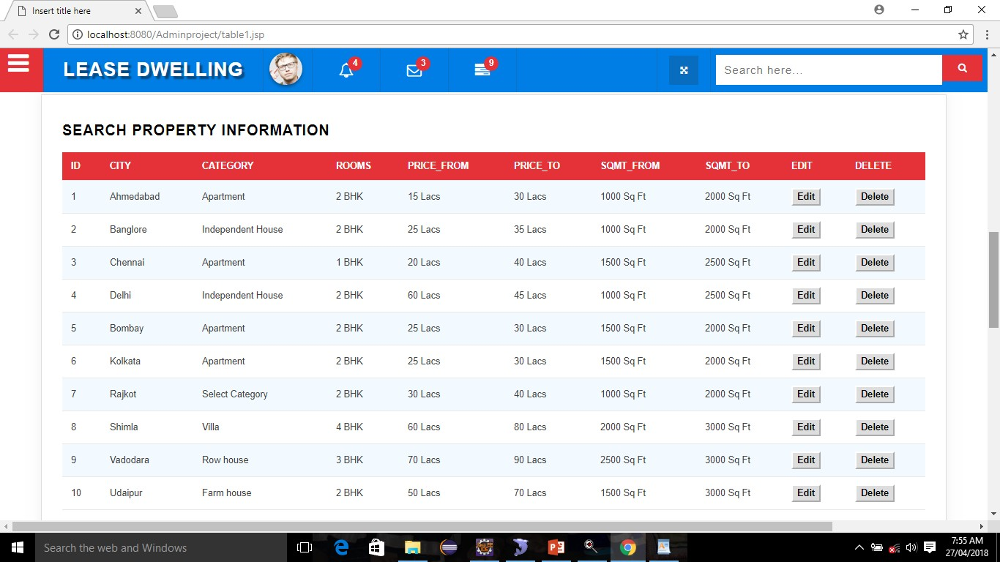 Insert title here
localhost:8080/Adminproject/table1.jsp
LEASE DWELLING 4 3 9 Search here...
SEARCH PROPERTY INFORMATION
ID CITY CATEGORY ROOMS PRICE_FROM PRICE_TO SQMT_FROM SQMT_TO EDIT DELETE
1 Ahmedabad Apartment 2 BHK 15 Lacs 30 Lacs 1000 Sq Ft 2000 Sq Ft Edit Delete
2 Banglore Independent House 2 BHK 25 Lacs 35 Lacs 1000 Sq Ft 2000 Sq Ft Edit Delete
3 Chennai Apartment 1 BHK 20 Lacs 40 Lacs 1500 Sq Ft 2500 Sq Ft Edit Delete
4 Delhi Independent House 2 BHK 60 Lacs 45 Lacs 1000 Sq Ft 2500 Sq Ft Edit Delete
5 Bombay Apartment 2 BHK 25 Lacs 30 Lacs 1500 Sq Ft 2000 Sq Ft Edit Delete
6 Kolkata Apartment 2 BHK 25 Lacs 30 Lacs 1500 Sq Ft 2000 Sq Ft Edit Delete
7 Rajkot Select Category 2 BHK 30 Lacs 40 Lacs 1000 Sq Ft 2000 Sq Ft Edit Delete
8 Shimla Villa 4 BHK 60 Lacs 80 Lacs 2000 Sq Ft 3000 Sq Ft Edit Delete
9 Vadodara Row house 3 BHK 70 Lacs 90 Lacs 2500 Sq Ft 3000 Sq Ft Edit Delete
10 Udaipur Farm house 2 BHK 50 Lacs 70 Lacs 1500 Sq Ft 3000 Sq Ft Edit Delete
Search the web and Windows
7:55 AM
27/04/2018